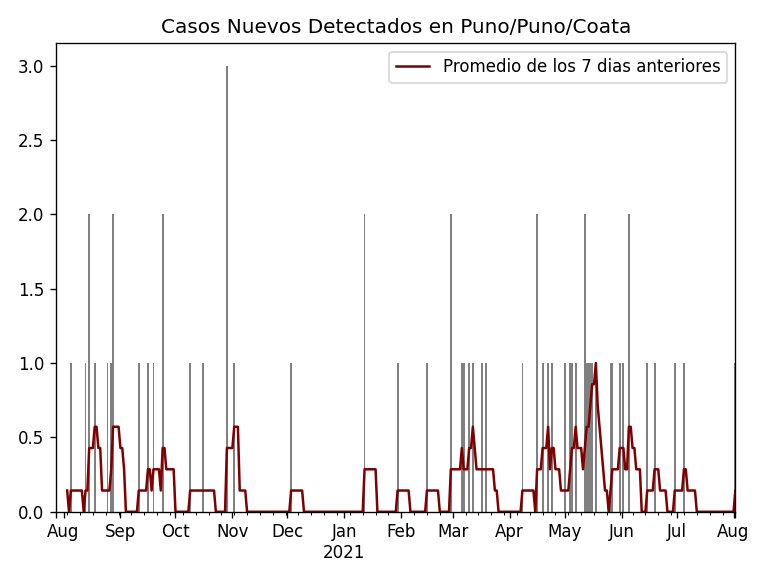 Casos Nuevos Detectados en Puno/Puno/Coata
Promedio de los 7 dias anteriores
3.0
2.5
2.0
1.5
1.0
0.5
0.0
Aug Sep Oct Nov Dec Jan Feb Mar Apr May Jun Jul Aug
2021